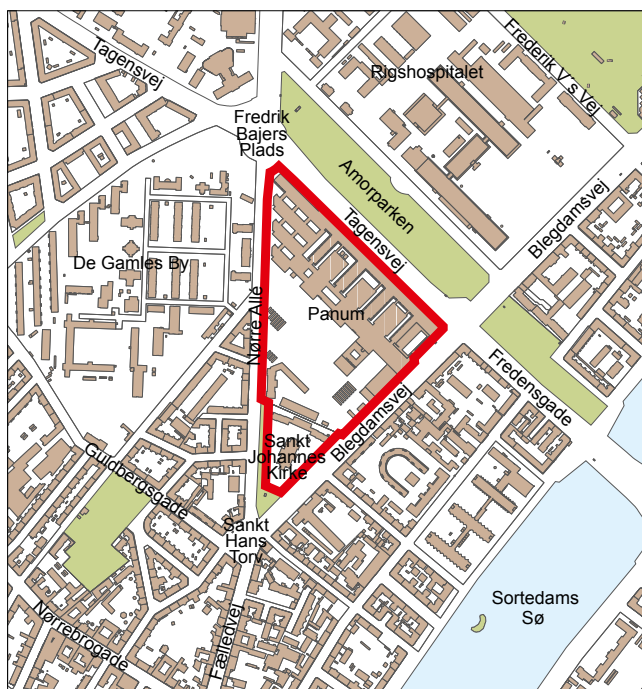 Tagensvej
Frederik V's Vej
Rigshospitalet
Fredrik
Bajers
Plads
Amorparken
Tagensvej
Blegdamsvej
De Gamles By
Nørre Allé
Panum
Fredensgade
Blegdamsvej
Sankt
Johannes
Kirke
Guldbergsgade
Sankt
Hans
Torv
Sortedams
Sø
Nørrebrogade
Fælledvej